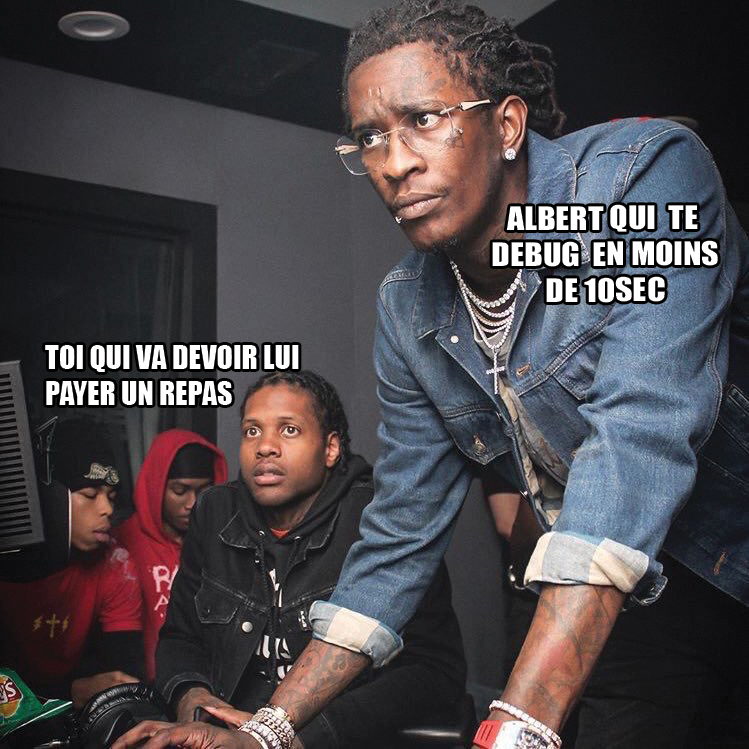 ALBERT QUI TE
DEBUG EN MOINS
DE 10SEC
TOI QUI VA DEVOIR LUI
PAYER UN REPAS